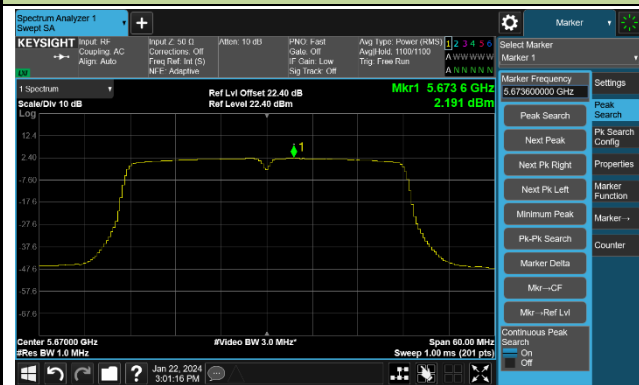 Spectrum Analyzer 1
Swept SA
Marker
KEYSIGHT
Input: RF
Coupling: AC
Align: Auto
Input Z: 50 Ω
Corrections: Off
Freq Ref: Int (S)
NFE: Adaptive
Atten: 10 dB
PNO: Fast
Gate: Off
IF Gain: Low
Sig Track: Off
Avg Type: Power (RMS)
Avg|Hold: 1100/1100
Trig: Free Run
1 2 3 4 5 6
A W W W W W
A N N N N N
LXI
Select Marker
Marker 1
1 Spectrum
Scale/Div 10 dB
Log
Ref Lvl Offset 22.40 dB
Ref Level 22.40 dBm
Mkr1 5.673 6 GHz
2.191 dBm
1
12.4
2.40
-7.60
-17.6
-27.6
-37.6
-47.6
-57.6
-67.6
Center 5.67000 GHz
#Res BW 1.0 MHz
#Video BW 3.0 MHz*
Span 60.00 MHz
Sweep 1.00 ms (201 pts)
Marker Frequency
5.673600000 GHz
Peak Search
Next Peak
Next Pk Right
Next Pk Left
Minimum Peak
Pk-Pk Search
Marker Delta
Mkr→CF
Mkr→Ref Lvl
Continuous Peak
Search
On
Off
Settings
Peak
Search
Pk Search
Config
Properties
Marker
Function
Marker→
Counter
Jan 22, 2024
3:01:16 PM